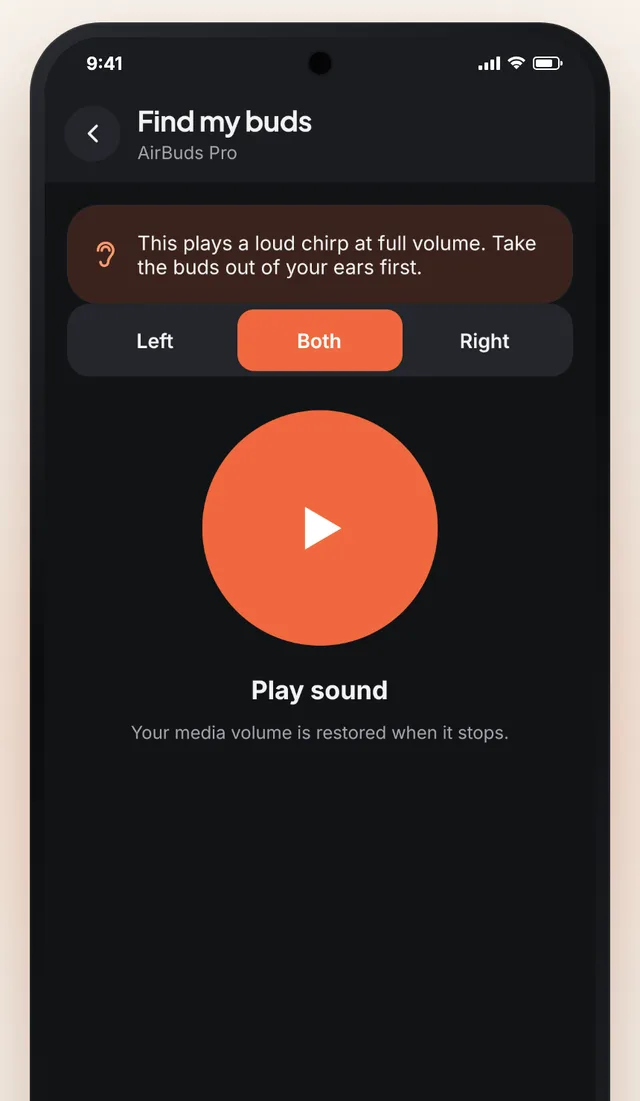 9:41
Find my buds
AirBuds Pro
This plays a loud chirp at full volume. Take
the buds out of your ears first.
Left
Both
Right
Play sound
Your media volume is restored when it stops.